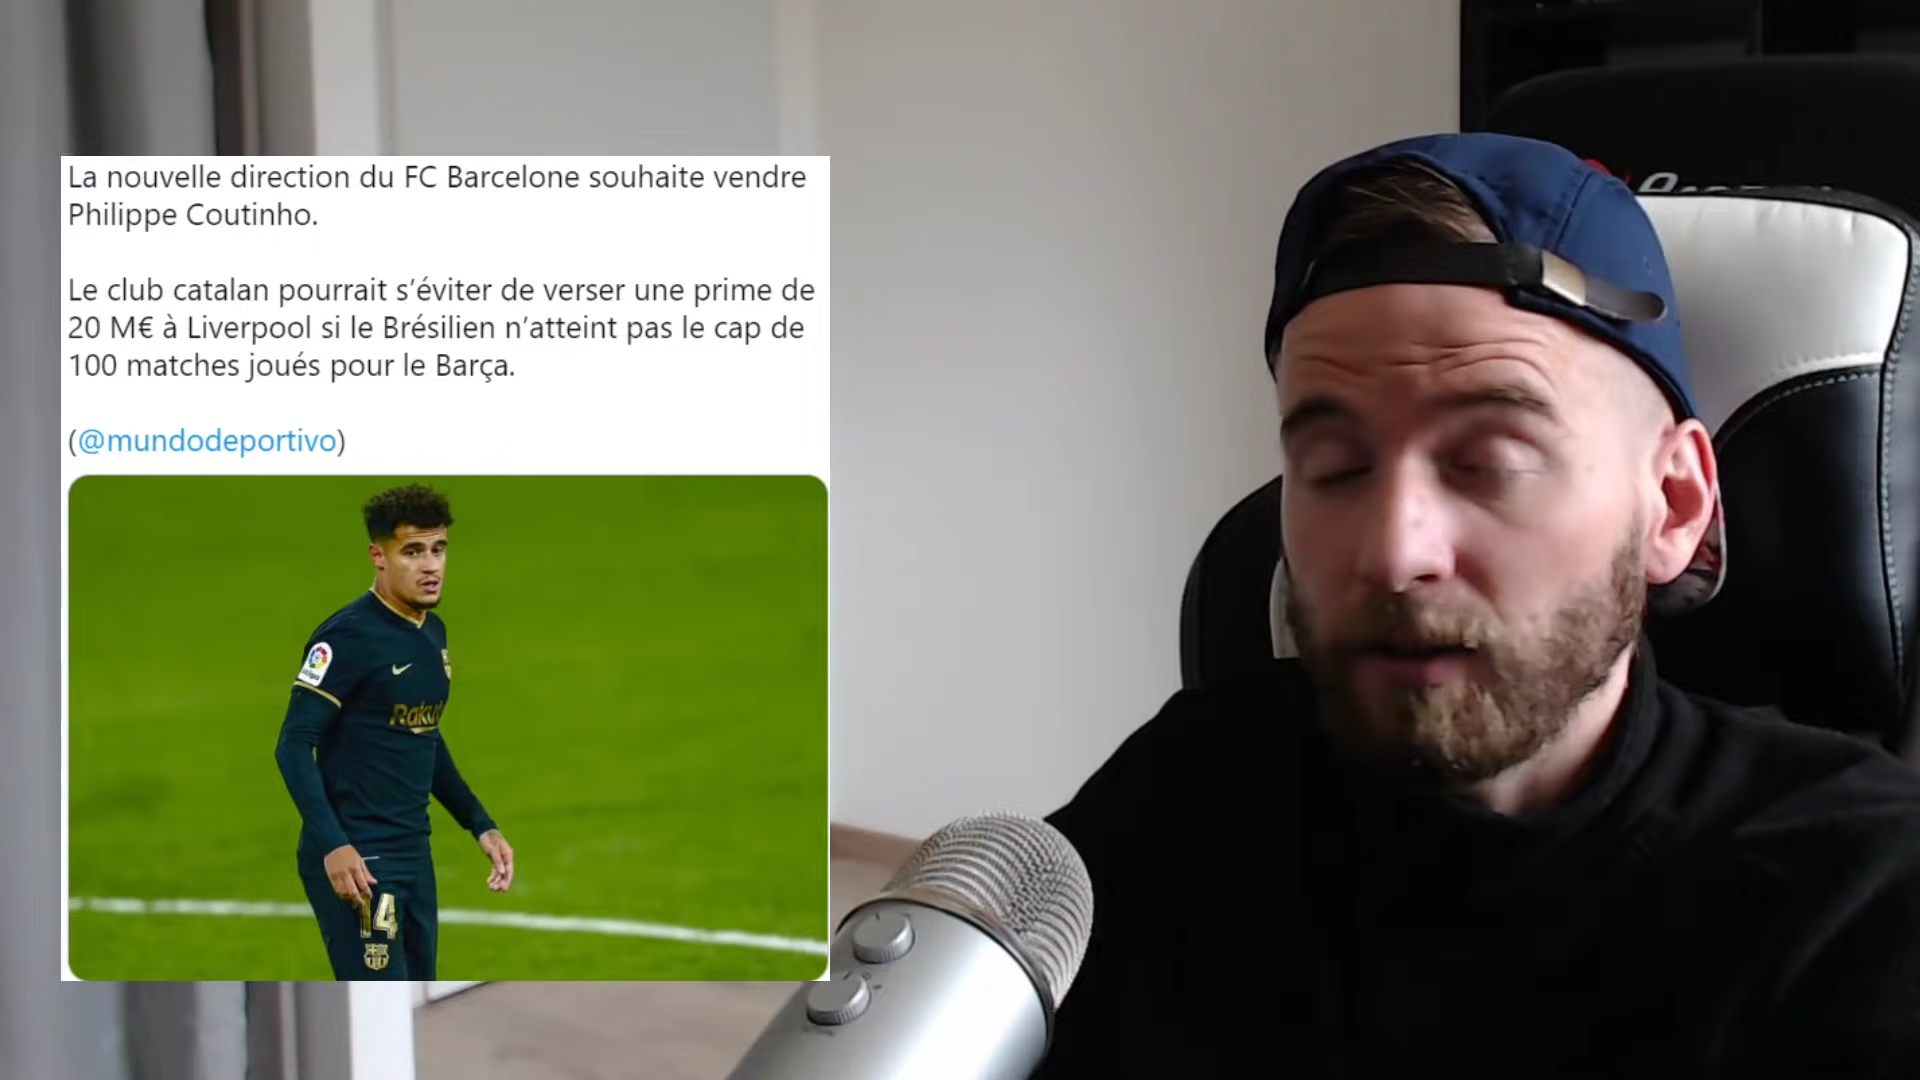 La nouvelle direction du FC Barcelone souhaite vendre
Philippe Coutinho.
Le club catalan pourrait s’éviter de verser une prime de
20 M€ à Liverpool si le Brésilien n’atteint pas le cap de
100 matches joués pour le Barça.
(@mundodeportivo)
14